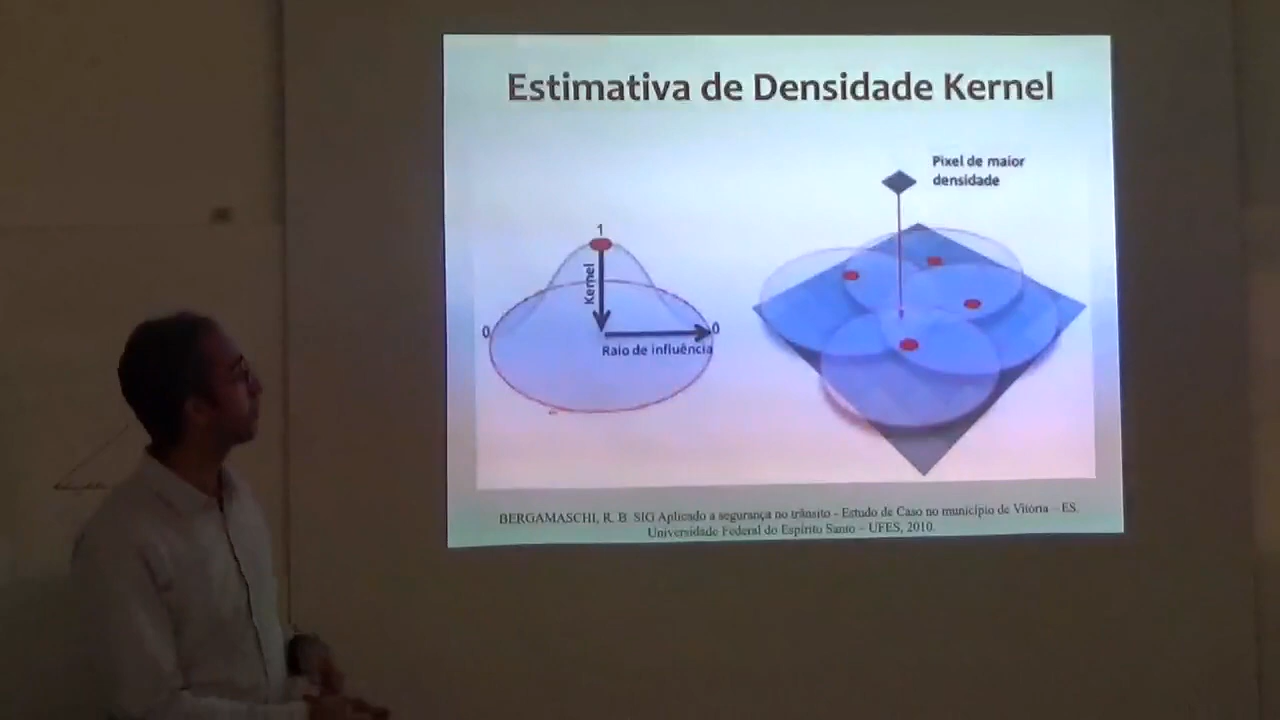 Estimativa de Densidade Kernel
Pixel de maior
densidade
1
Kernel
0
0
Raio de influência
BERGAMASCHI, R. B. SIG Aplicado a segurança no trânsito - Estudo de Caso no município de Vitória – ES.
Universidade Federal do Espírito Santo – UFES, 2010.